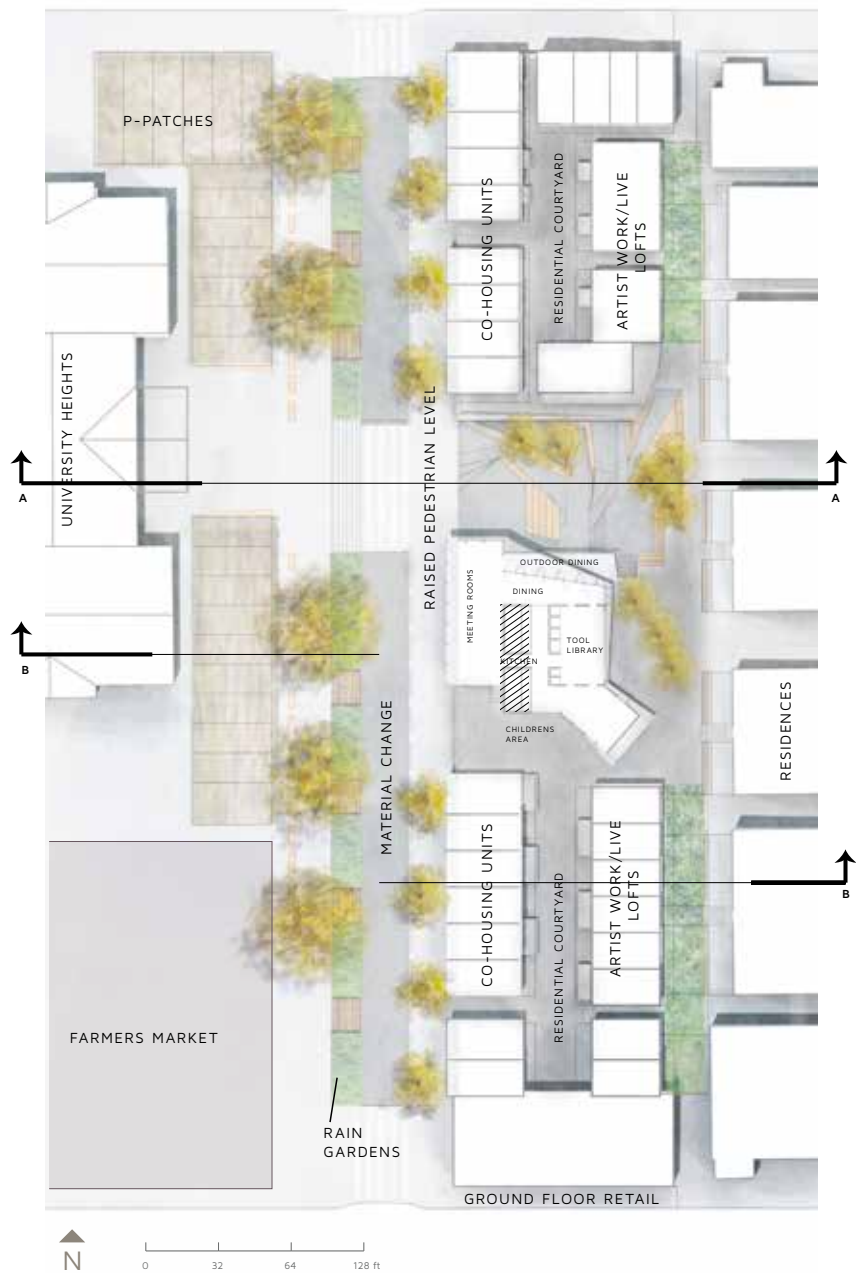 P-PATCHES
CO-HOUSING UNITS
RESIDENTIAL COURTYARD
ARTIST WORK/LIVE
LOFTS
UNIVERSITY HEIGHTS
RAISED PEDESTRIAN LEVEL
A
A
OUTDOOR DINING
DINING
MEETING ROOMS
TOOL
LIBRARY
KITCHEN
B
CHILDRENS
AREA
RESIDENCES
MATERIAL CHANGE
CO-HOUSING UNITS
RESIDENTIAL COURTYARD
ARTIST WORK/LIVE
LOFTS
B
FARMERS MARKET
RAIN
GARDENS
GROUND FLOOR RETAIL
N
0 32 64 128 ft